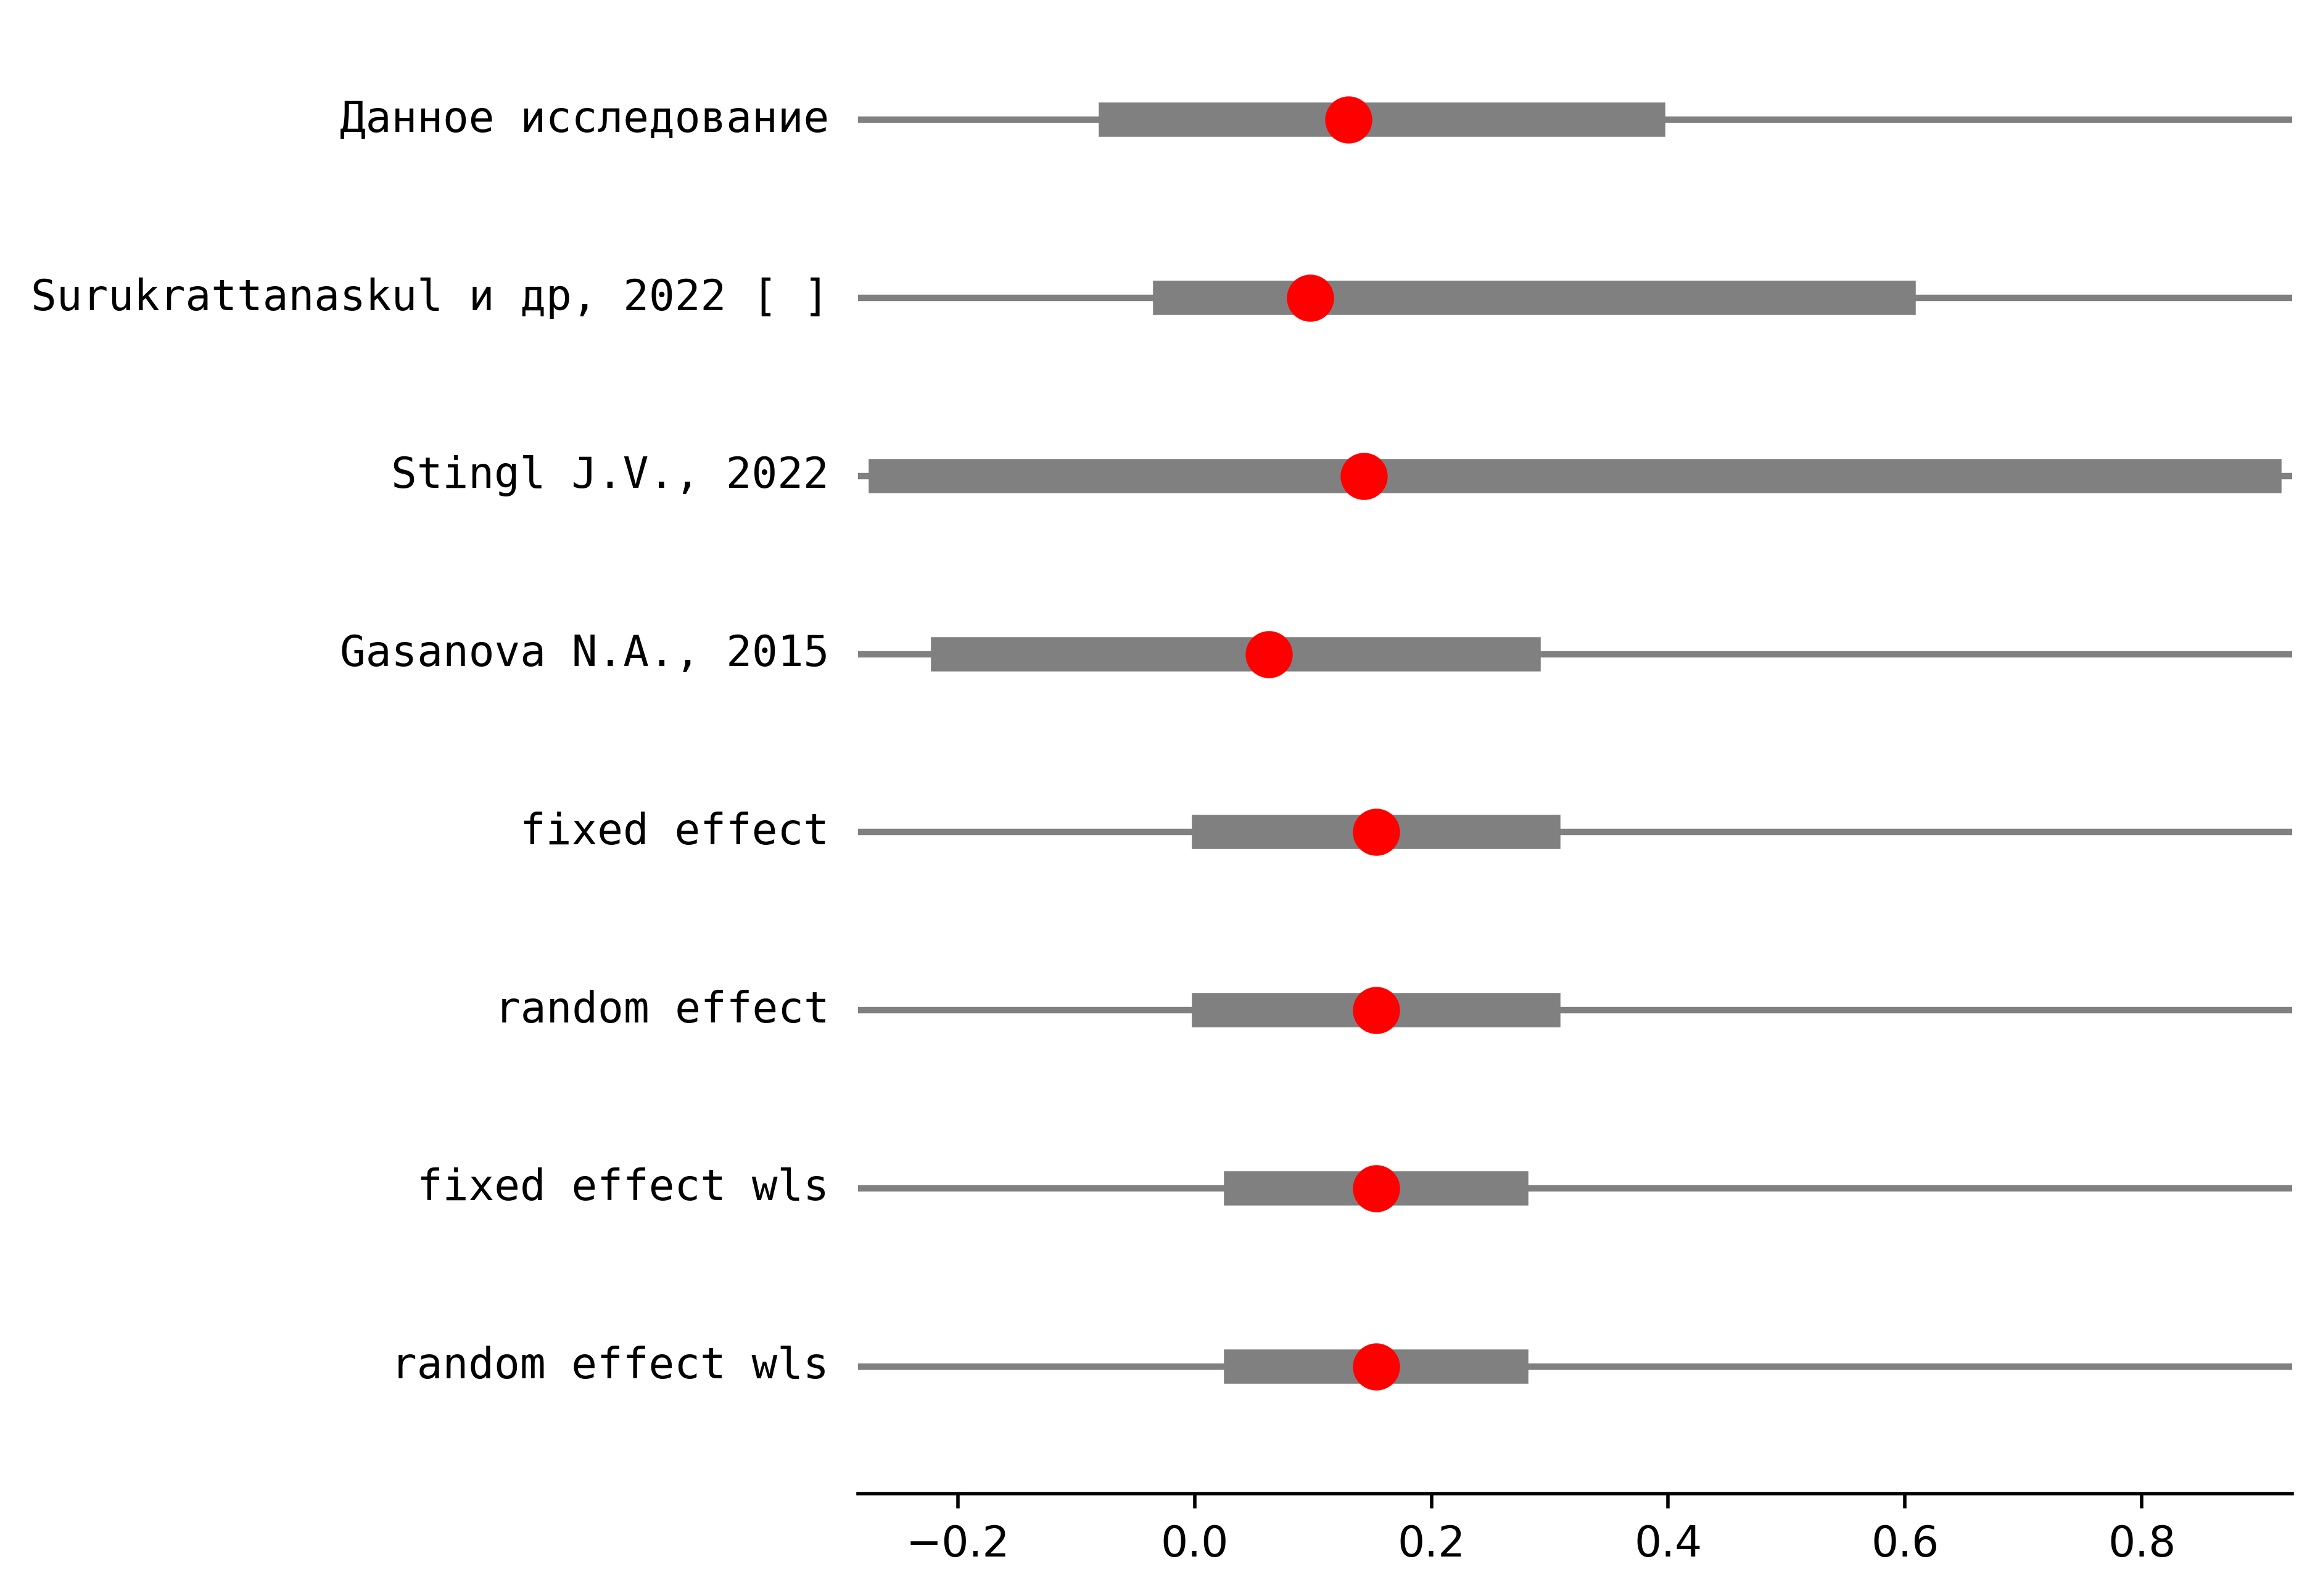 Данное исследование
Surukrattanaskul и др, 2022 [ ]
Stingl J.V., 2022
Gasanova N.A., 2015
fixed effect
random effect
fixed effect wls
random effect wls
−0.2 0.0 0.2 0.4 0.6 0.8